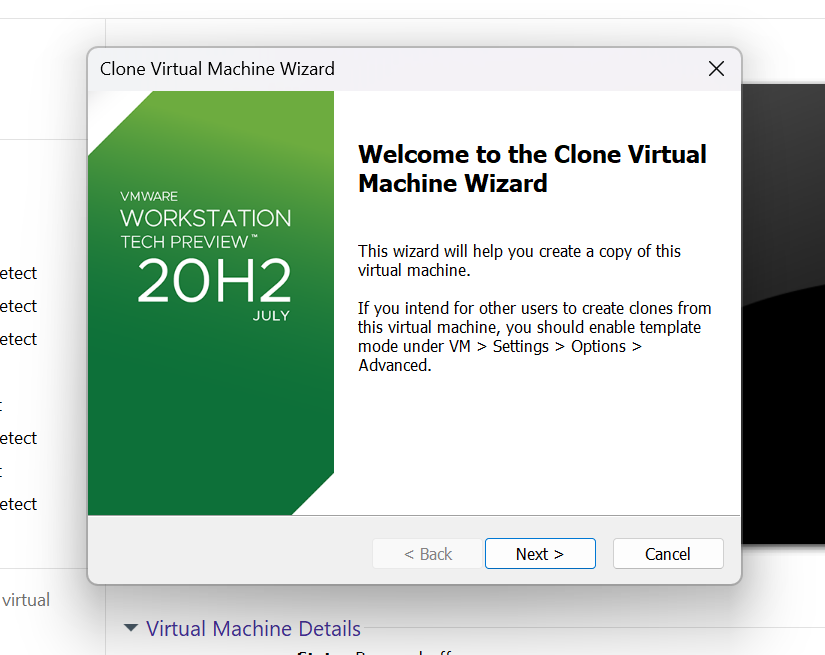 Clone Virtual Machine Wizard
VMWARE
WORKSTATION
TECH PREVIEW™
20H2
JULY
Welcome to the Clone Virtual
Machine Wizard
This wizard will help you create a copy of this
virtual machine.
If you intend for other users to create clones from
this virtual machine, you should enable template
mode under VM > Settings > Options >
Advanced.
< Back
Next >
Cancel
etect
etect
etect
t
etect
t
etect
virtual
Virtual Machine Details